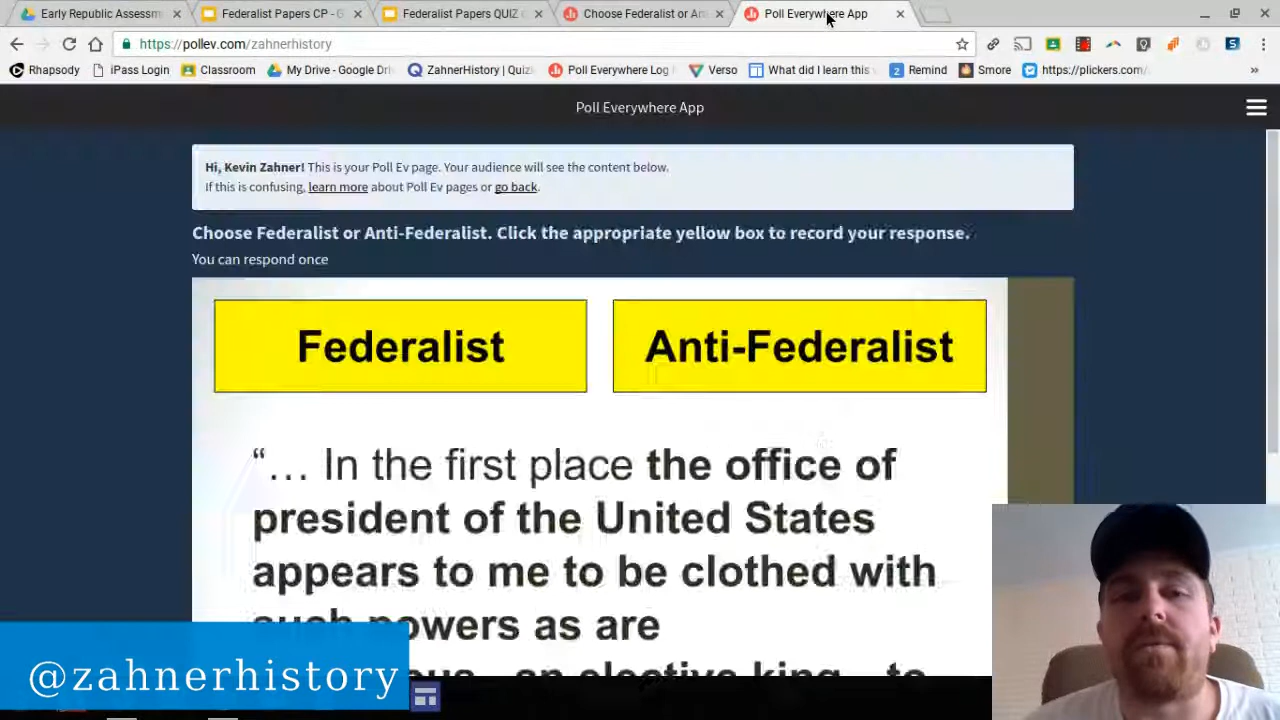 Early Republic Assessm
Federalist Papers CP - G
Federalist Papers QUIZ
Choose Federalist or An
Poll Everywhere App
https://pollev.com/zahnerhistory
Rhapsody
iPass Login
Classroom
My Drive - Google Dri
ZahnerHistory | Quiz
Poll Everywhere Log
Verso
What did I learn this
Remind
Smore
https://plickers.com/
»
Poll Everywhere App
Hi, Kevin Zahner! This is your Poll Ev page. Your audience will see the content below.
If this is confusing, learn more about Poll Ev pages or go back.
Choose Federalist or Anti-Federalist. Click the appropriate yellow box to record your response.
You can respond once
Federalist
Anti-Federalist
“… In the first place the office of
president of the United States
appears to me to be clothed with
such powers as are
an elective king to
@zahnerhistory